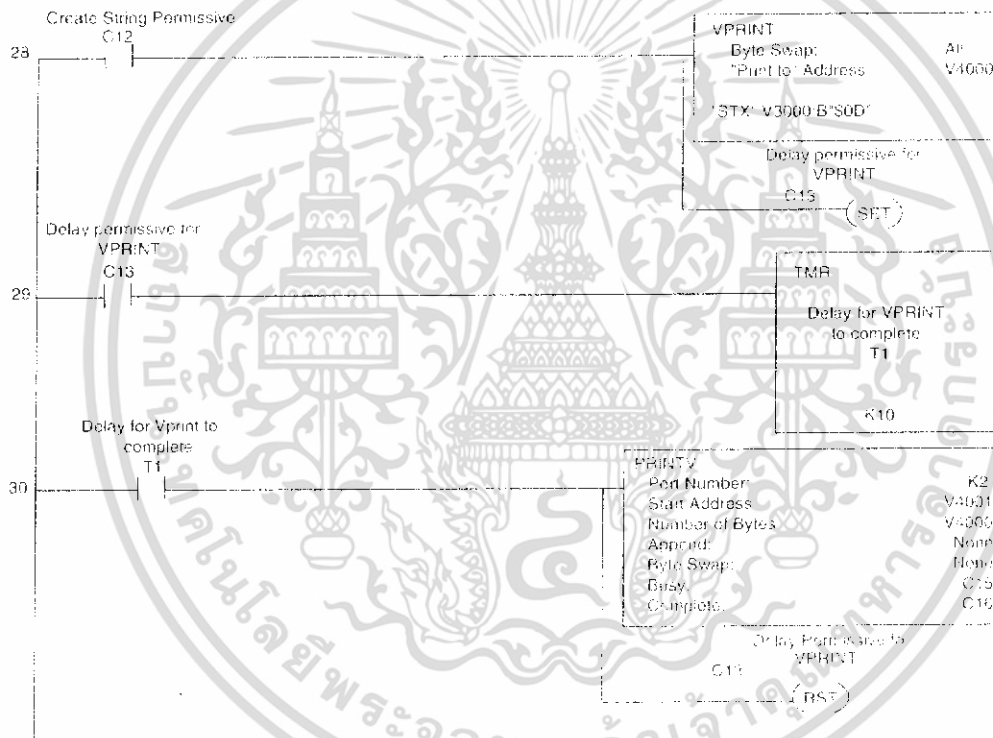 Create String Permissive
C12
28
VPRINT
Byte Swap: All
"Print to" Address V4000
"STX" V3000:B"$0D"
Delay permissive for
VPRINT
C13
(SET)
Delay permissive for
VPRINT
C13
29
TMR
Delay for VPRINT
to complete
T1
K10
Delay for Vprint to
complete
T1
30
PRINTV
Port Number: K2
Start Address V4001
Number of Bytes V4000
Append: None
Byte Swap: None
Busy: C15
Complete: C16
Delay Permissive to
VPRINT
C13
(RST)